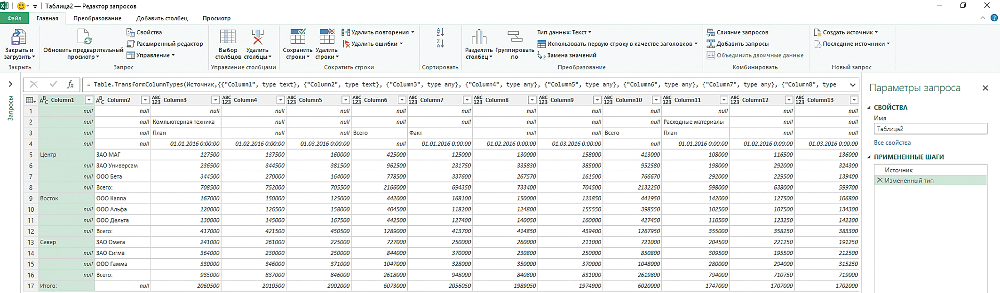 Таблица2 — Редактор запросов
Файл Главная Преобразование Добавить столбец Просмотр
Закрыть и загрузить
Обновить предварительный просмотр
Свойства
Расширенный редактор
Управление
Выбор столбцов
Удалить столбцы
Сохранить строки
Удалить строки
Удалить повторения
Удалить ошибки
Разделить столбец
Группировать по
Тип данных: Текст
Использовать первую строку в качестве заголовков
Замена значений
Слияние запросов
Добавить запросы
Объединить двоичные данные
Создать источник
Последние источники
Закрыть Запрос Управление столбцами Сократить строки Сортировать Преобразование Комбинировать Новый запрос
Запросы
fx = Table.TransformColumnTypes(Источник,{{"Column1", type text}, {"Column2", type text}, {"Column3", type any}, {"Column4", type any}, {"Column5", type any}, {"Column6", type any}, {"Column7", type any}, {"Column8", type
Column1 Column2 Column3 Column4 Column5 Column6 Column7 Column8 Column9 Column10 Column11 Column12 Column13
1 null null null null null null null null null null null null null
2 null null Компьютерная техника null null null null null null null Расходные материалы null null
3 null null План null null Всего Факт null null Всего План null null
4 null null 01.01.2016 0:00:00 01.02.2016 0:00:00 01.03.2016 0:00:00 null 01.01.2016 0:00:00 01.02.2016 0:00:00 01.03.2016 0:00:00 null 01.01.2016 0:00:00 01.02.2016 0:00:00 01.03.2016 0:00:00
5 Центр ЗАО МАГ 127500 137500 160000 425000 125000 130000 158000 413000 108000 116500 136000
6 null ЗАО Универсам 236500 344500 381500 962500 231750 335830 385000 952580 198000 292000 324300
7 null ООО Бета 344500 270000 164000 778500 337600 267570 161500 766670 292000 229500 139400
8 null Всего: 708500 752000 705500 2166000 694350 733400 704500 2132250 598000 638000 599700
9 Восток ООО Каппа 167000 150000 125000 442000 168100 150000 123850 441950 142000 127500 106800
10 null ООО Альфа 120000 126500 158000 404500 118200 124800 155550 398550 102500 107500 134300
11 null ООО Дельта 130000 145000 167500 442500 127400 140050 160000 427450 110500 123250 142200
12 null Всего: 417000 421500 450500 1289000 413700 414850 439400 1267950 355000 358250 383300
13 Север ЗАО Омега 241000 261000 225000 727000 250000 260000 211000 721000 204500 221250 191250
14 null ЗАО Сигма 364000 230000 250000 844000 370000 230800 250000 850800 309500 195500 212500
15 null ООО Гамма 330000 346000 371000 1047000 328000 350000 370000 1048000 280000 294000 315250
16 null Всего: 935000 837000 846000 2618000 948000 840800 831000 2619800 794000 710750 719000
17 Итого: null 2060500 2010500 2002000 6073000 2056050 1989050 1974900 6020000 1747000 1707000 1702000
Параметры запроса
СВОЙСТВА
Имя
Таблица2
Все свойства
ПРИМЕНЕННЫЕ ШАГИ
Источник
Измененный тип